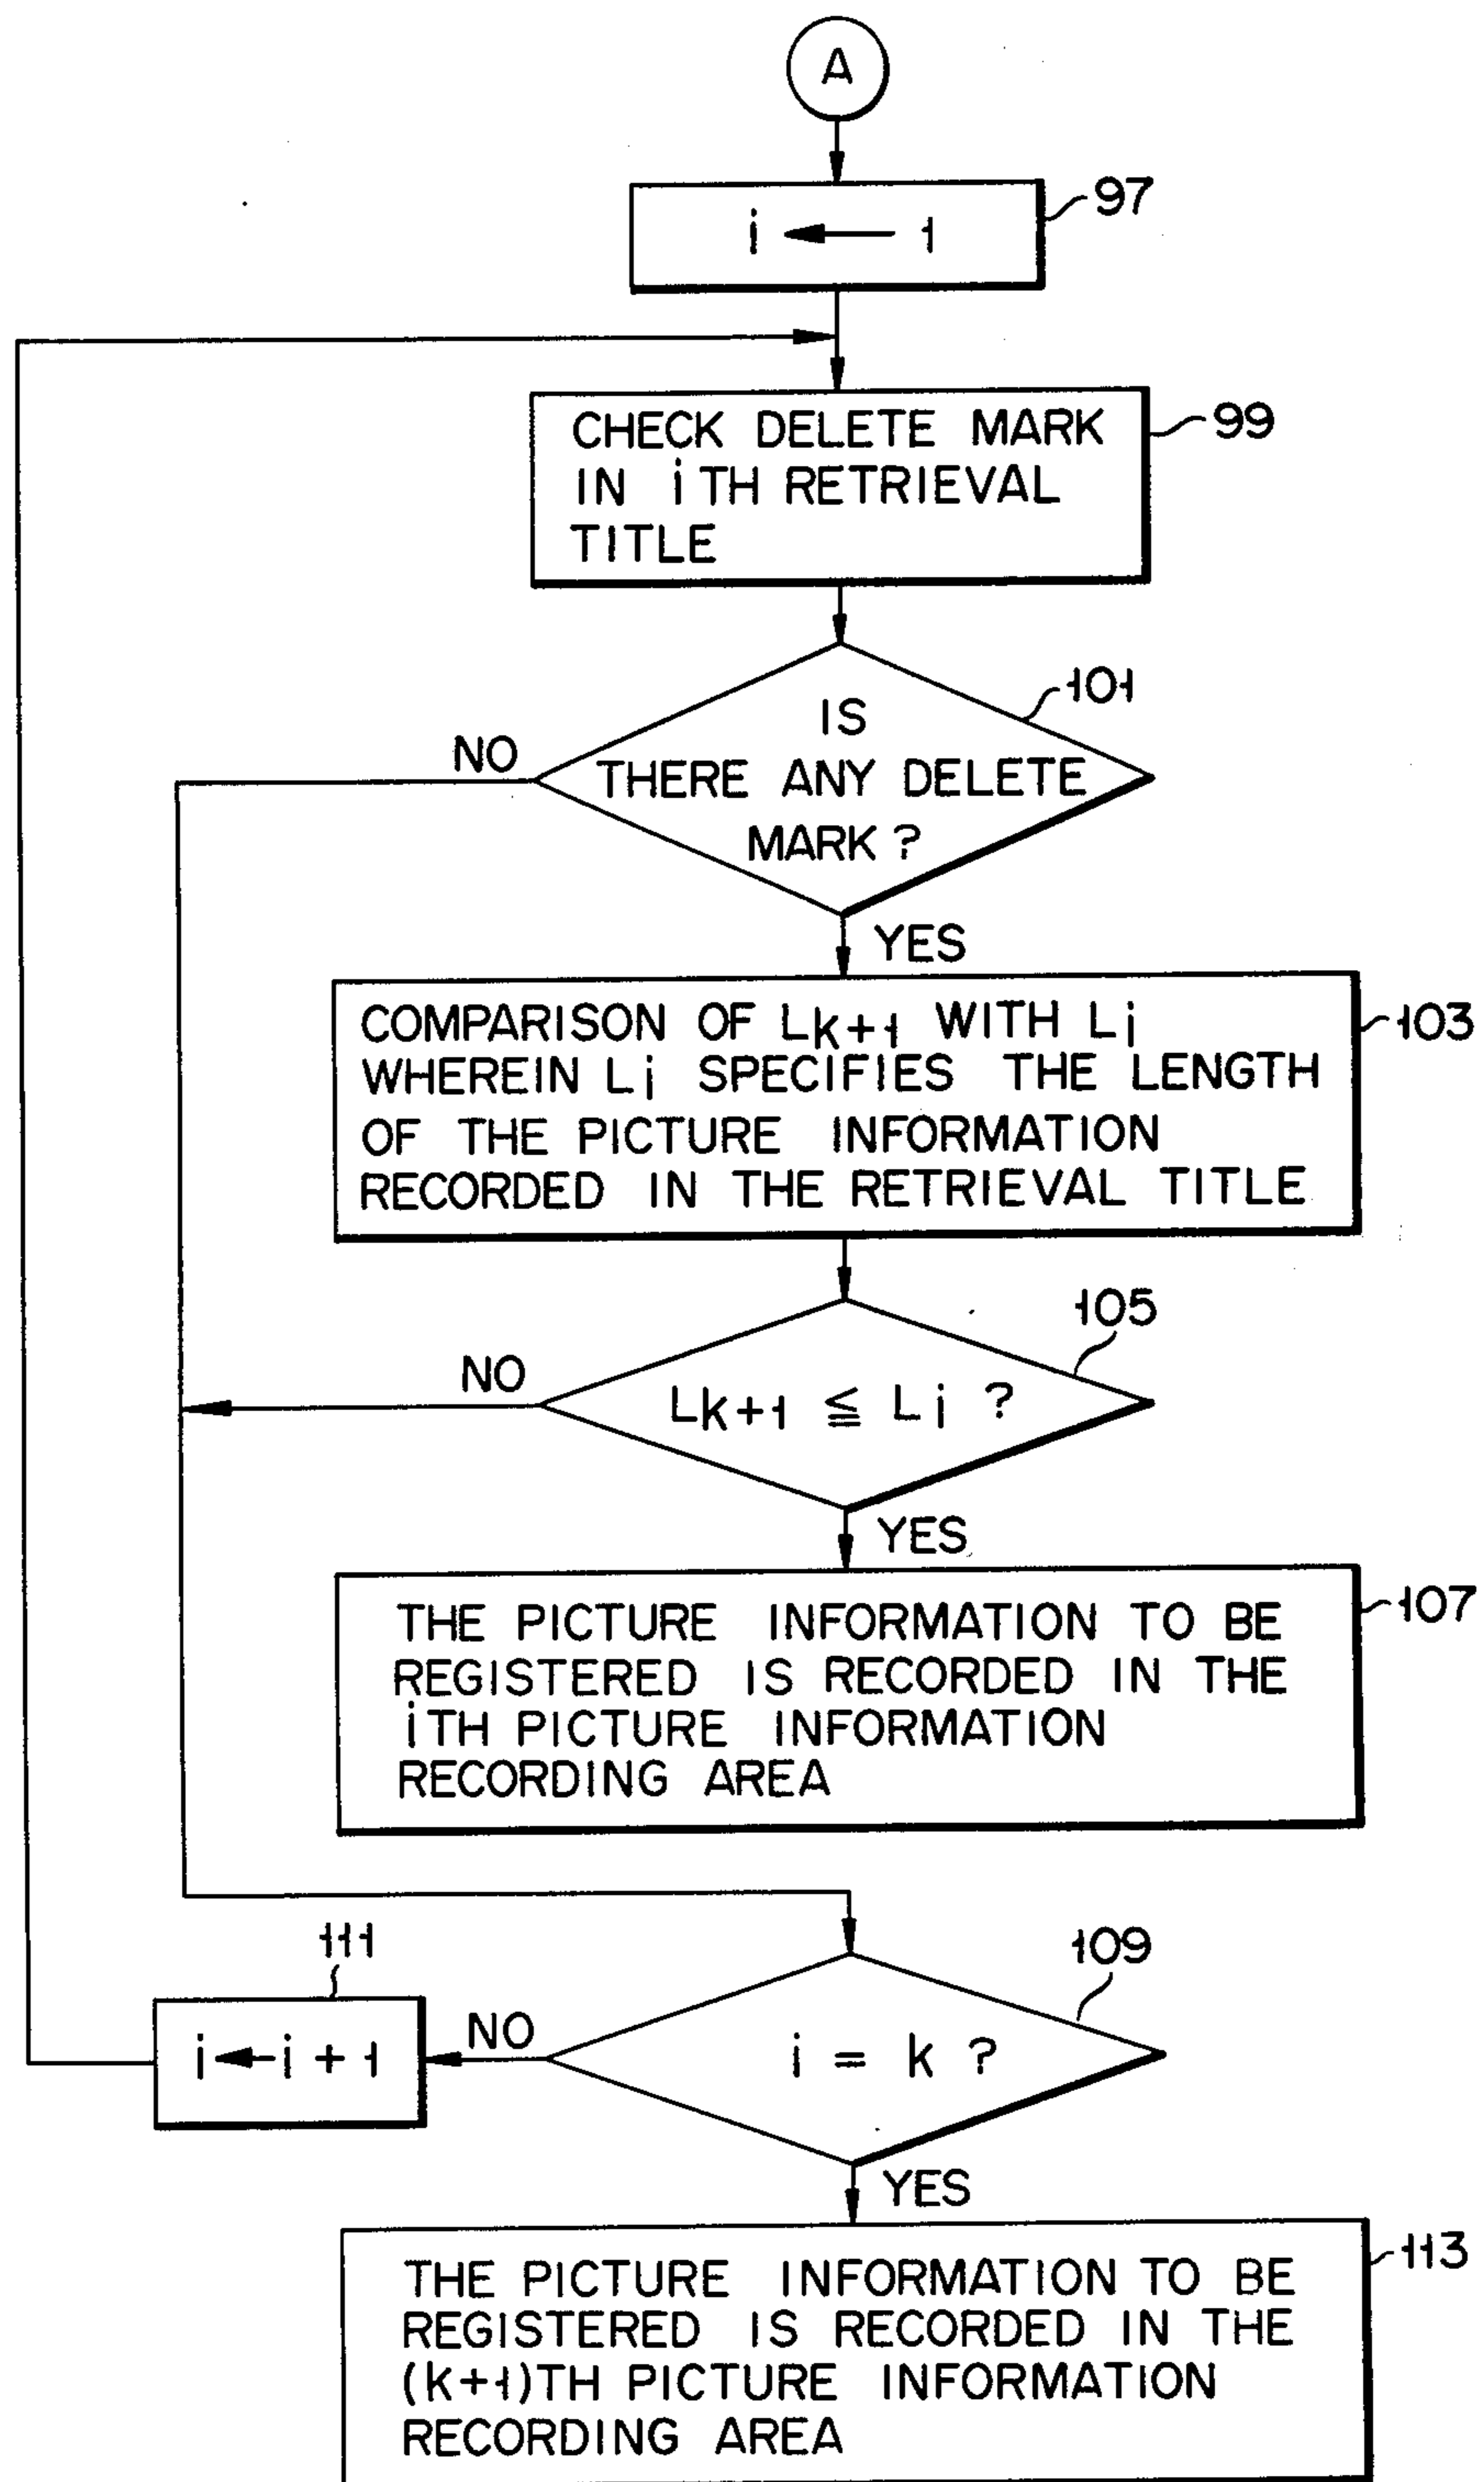 A
i ← 1
97
CHECK DELETE MARK
IN i TH RETRIEVAL
TITLE
99
IS
THERE ANY DELETE
MARK ?
101
NO
YES
COMPARISON OF Lk+1 WITH Li
WHEREIN Li SPECIFIES THE LENGTH
OF THE PICTURE INFORMATION
RECORDED IN THE RETRIEVAL TITLE
103
105
NO
Lk+1 ≦ Li ?
YES
THE PICTURE INFORMATION TO BE
REGISTERED IS RECORDED IN THE
iTH PICTURE INFORMATION
RECORDING AREA
107
111
109
i ← i + 1
NO
i = k ?
YES
THE PICTURE INFORMATION TO BE
REGISTERED IS RECORDED IN THE
(k+1)TH PICTURE INFORMATION
RECORDING AREA
113